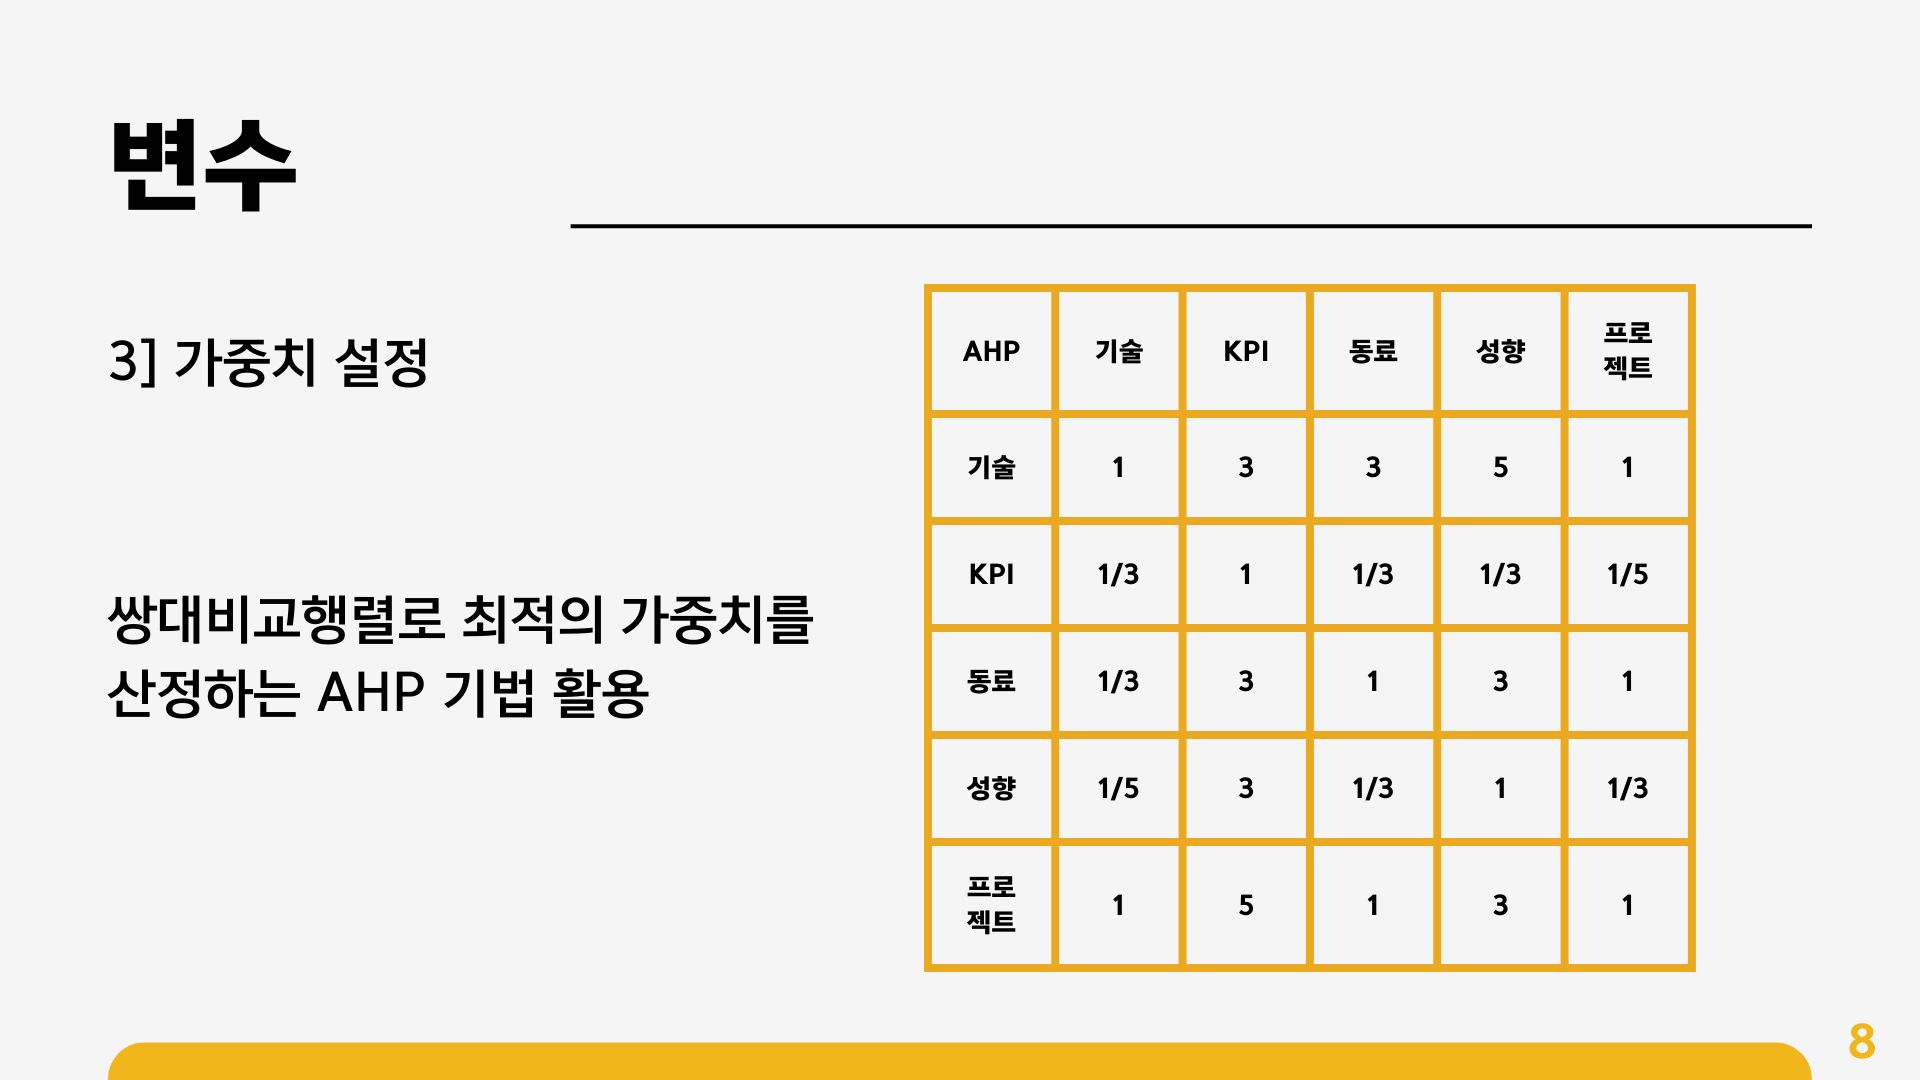 변수
3] 가중치 설정
쌍대비교행렬로 최적의 가중치를
산정하는 AHP 기법 활용
AHP 기술 KPI 동료 성향 프로
젝트
기술 1 3 3 5 1
KPI 1/3 1 1/3 1/3 1/5
동료 1/3 3 1 3 1
성향 1/5 3 1/3 1 1/3
프로
젝트 1 5 1 3 1
8